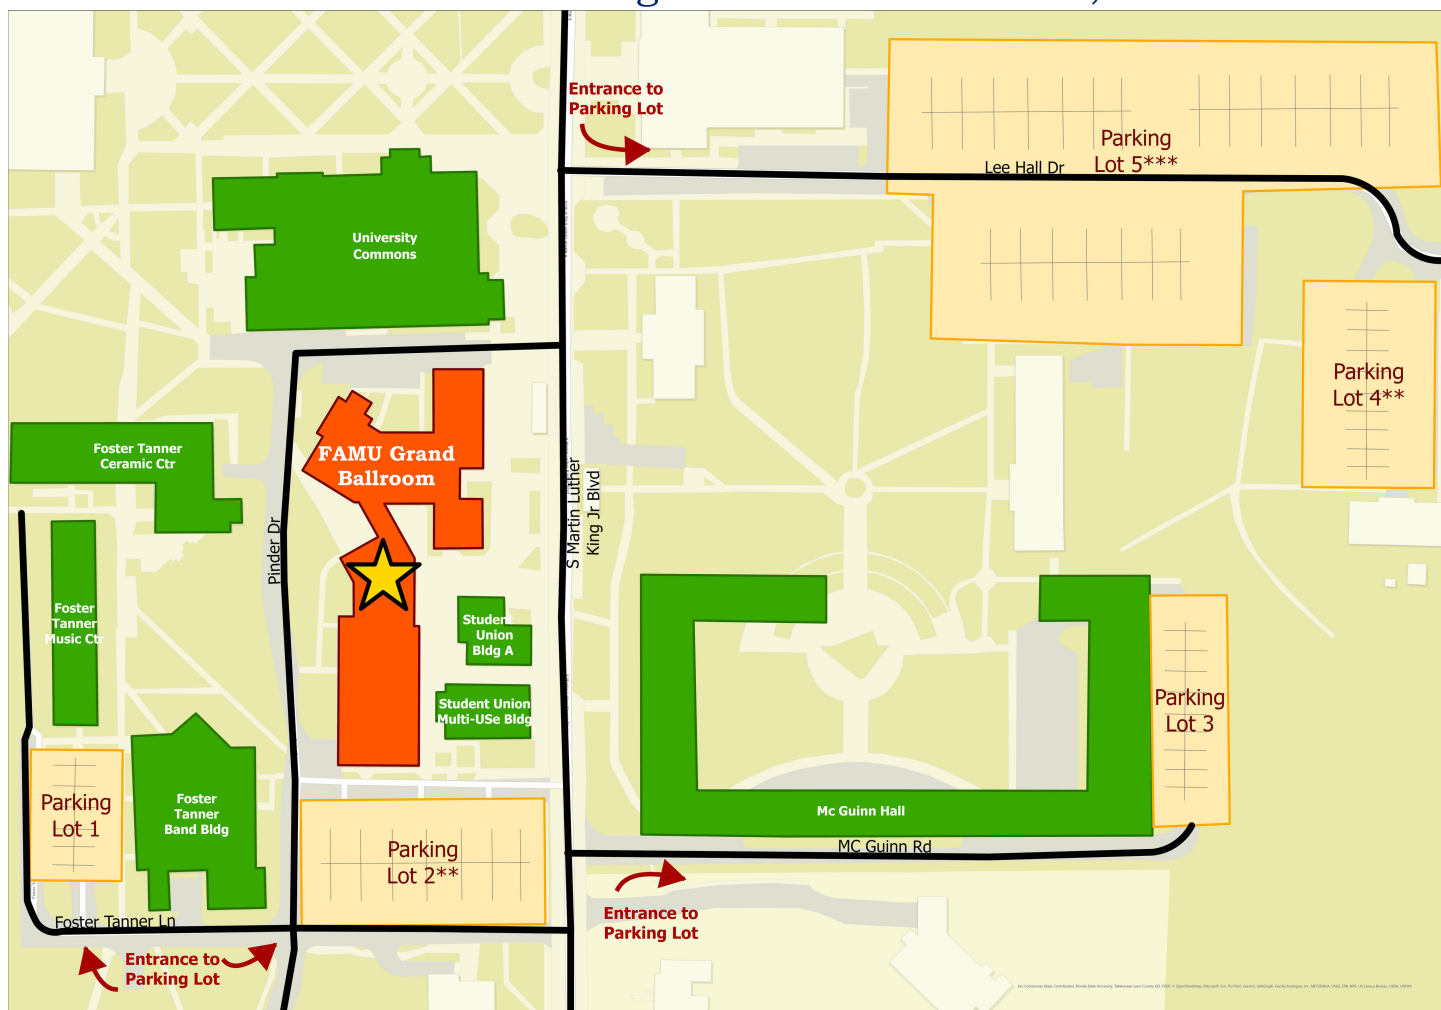 Entrance to
Parking Lot
Parking
Lot 5***
Lee Hall Dr
University
Commons
Parking
Lot 4**
Foster Tanner
Ceramic Ctr
FAMU Grand
Ballroom
S Martin Luther
King Jr Blvd
Pinder Dr
Foster
Tanner
Music Ctr
Student
Union
Bldg A
Student Union
Multi-USe Bldg
Parking
Lot 3
Parking
Lot 1
Foster
Tanner
Band Bldg
Mc Guinn Hall
MC Guinn Rd
Parking
Lot 2**
Foster Tanner Ln
Entrance to
Parking Lot
Entrance to
Parking Lot